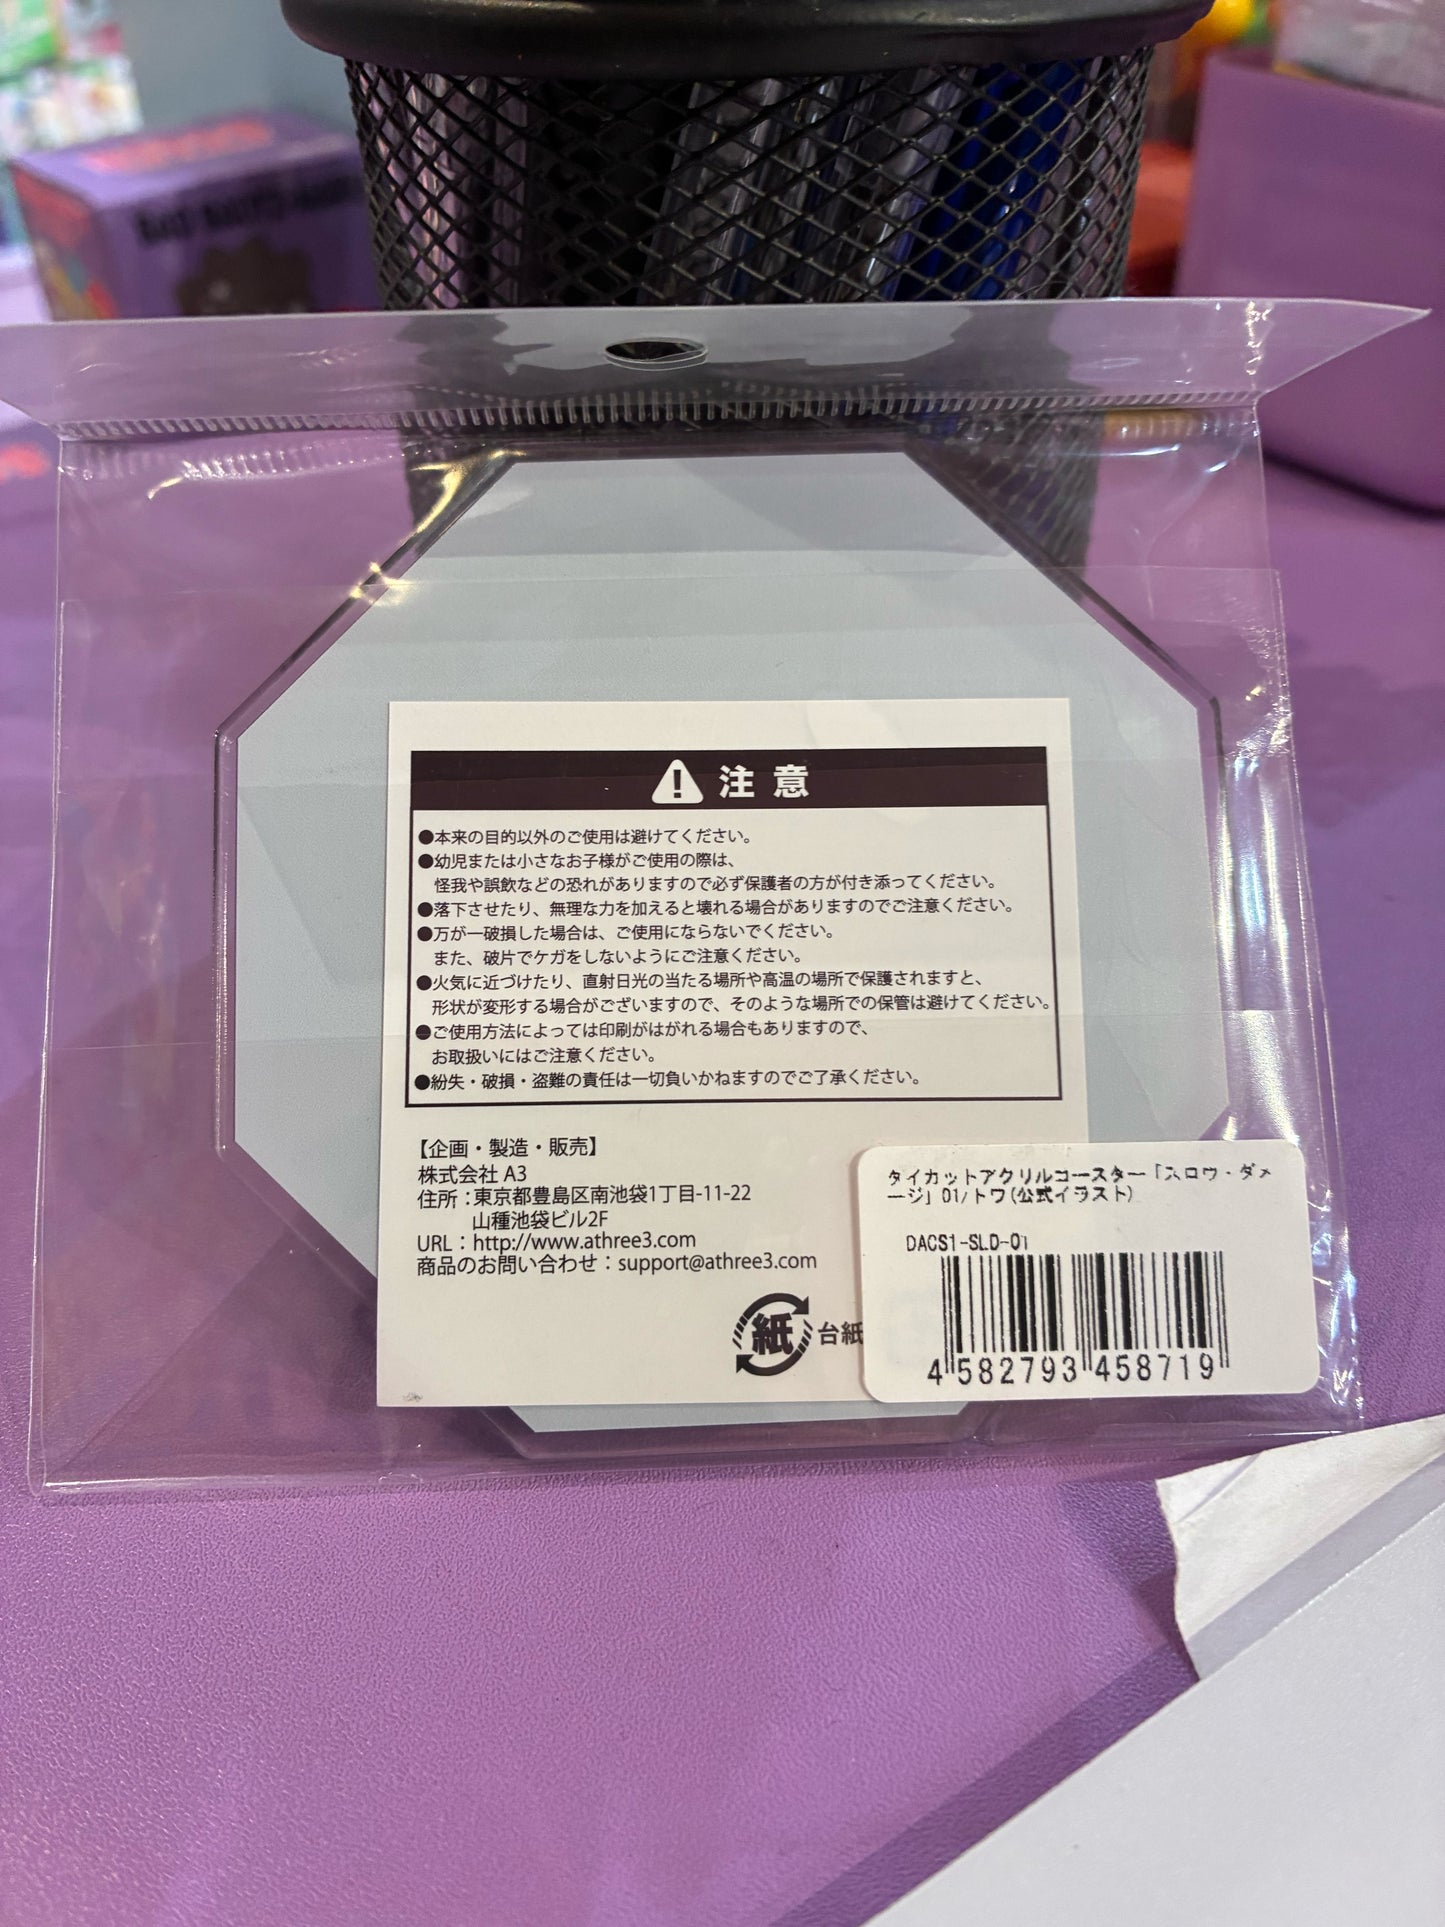 注意
●本来の目的以外のご使用は避けてください。
●幼児または小さなお子様がご使用の際は、
怪我や誤飲などの恐れがありますので必ず保護者の方が付き添ってください。
●落下させたり、無理な力を加えると壊れる場合がありますのでご注意ください。
●万が一破損した場合は、ご使用にならないでください。
また、破片でケガをしないようにご注意ください。
●火気に近づけたり、直射日光の当たる場所や高温の場所で保護されますと、
形状が変形する場合がございますので、そのような場所での保管は避けてください。
●ご使用方法によっては印刷がはがれる場合もありますので、
お取扱いにはご注意ください。
●紛失・破損・盗難の責任は一切負いかねますのでご了承ください。
【企画・製造・販売】
株式会社 A3
住所：東京都豊島区南池袋1丁目-11-22
山種池袋ビル2F
URL：http://www.athree3.com
商品のお問い合わせ：support@athree3.com
紙 台紙
タイカットアクリルコースター「スロウ・ダメ
ージ」01/トワ(公式イラスト)
DACS1-SLD-01
4582793458719